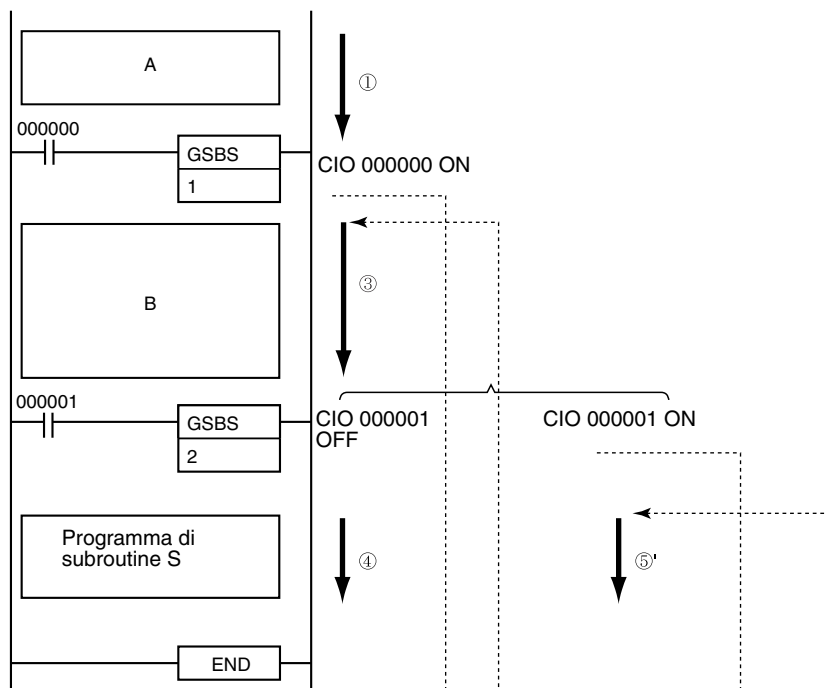 A
①
000000
GSBS
1
CIO 000000 ON
B
③
000001
GSBS
2
CIO 000001
OFF
CIO 000001 ON
Programma di
subroutine S
④
⑤'
END